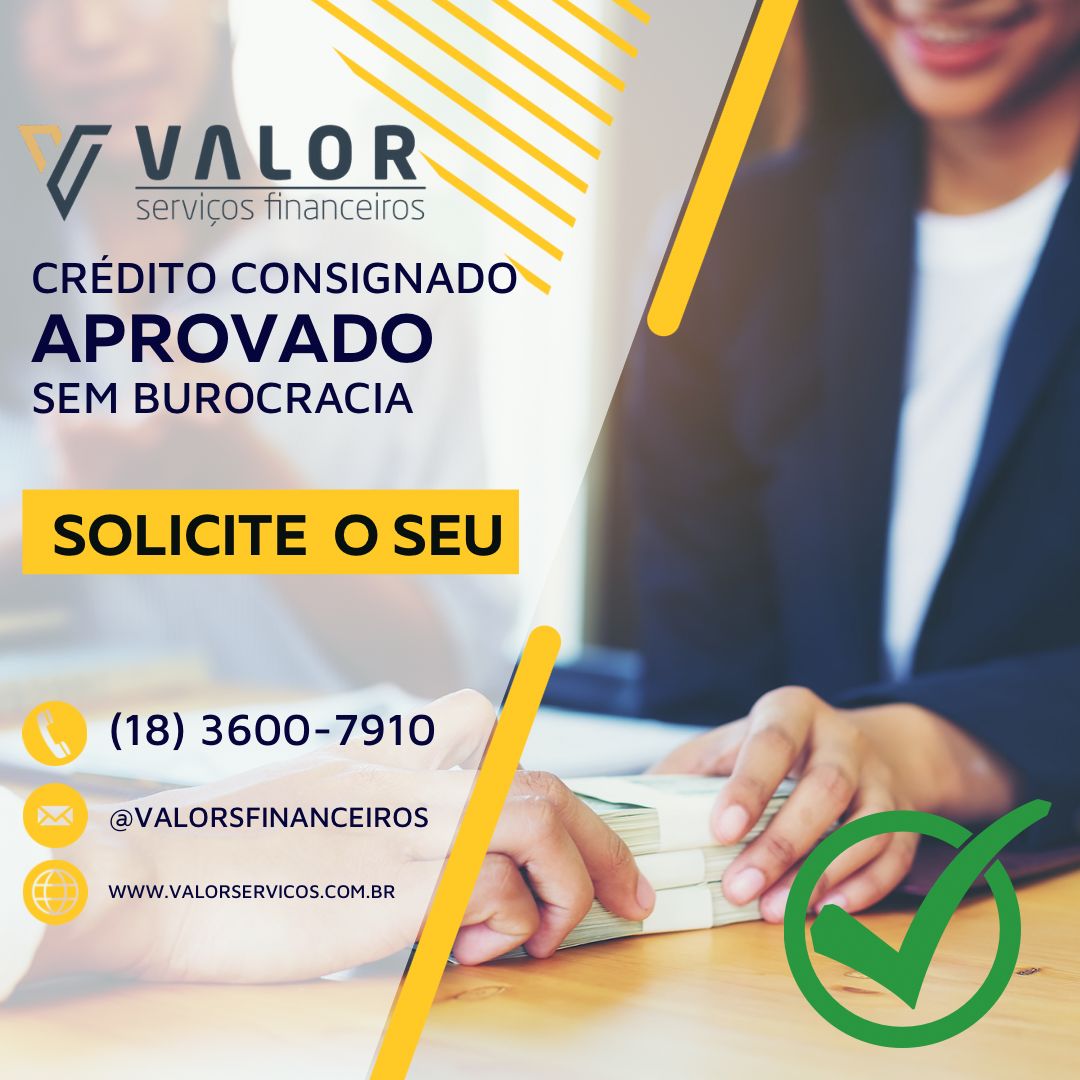 VALOR
serviços financeiros
CRÉDITO CONSIGNADO
APROVADO
SEM BUROCRACIA
SOLICITE O SEU
(18) 3600-7910
@VALORSFINANCEIROS
WWW.VALORSERVICOS.COM.BR